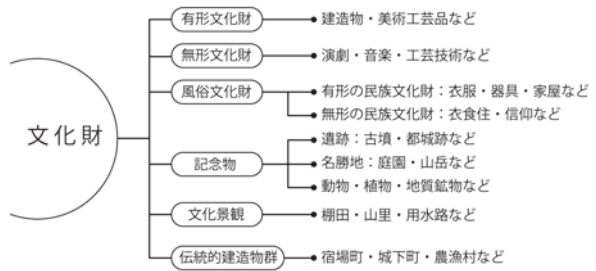 文化財
有形文化財
建造物・美術工芸品など
無形文化財
演劇・音楽・工芸技術など
風俗文化財
有形の民族文化財：衣服・器具・家屋など
無形の民族文化財：衣食住・信仰など
記念物
遺跡：古墳・都城跡など
名勝地：庭園・山岳など
動物・植物・地質鉱物など
文化景観
棚田・山里・用水路など
伝統的建造物群
宿場町・城下町・農漁村など